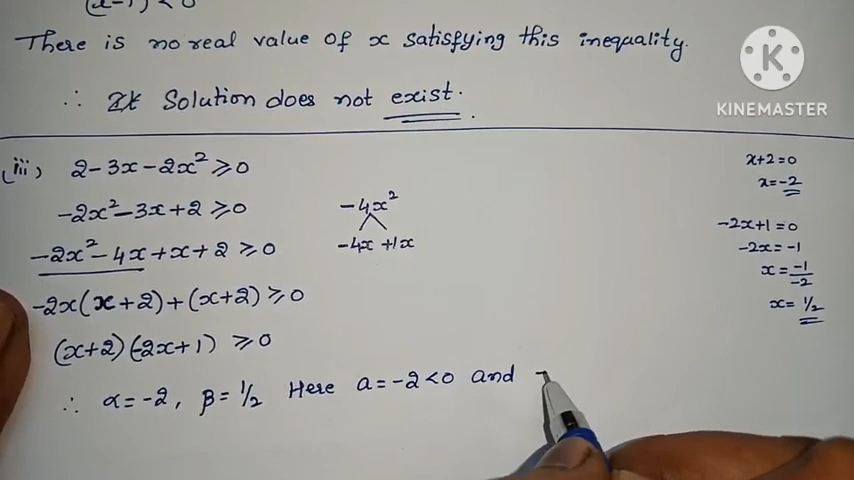 (x-1) < 0
There is no real value of x satisfying this inequality.
∴ Solution does not exist.
KINEMASTER
(iii) 2-3x-2x² ≥0
-2x²-3x+2 ≥0
-2x²-4x+x+2 ≥0
-2x(x+2)+(x+2) ≥0
(x+2)(-2x+1) ≥0
∴ α=-2, β=1/2 Here a=-2<0 and -
-4x²
-4x +1x
x+2=0
x=-2
-2x+1=0
-2x=-1
x=-1/-2
x=1/2